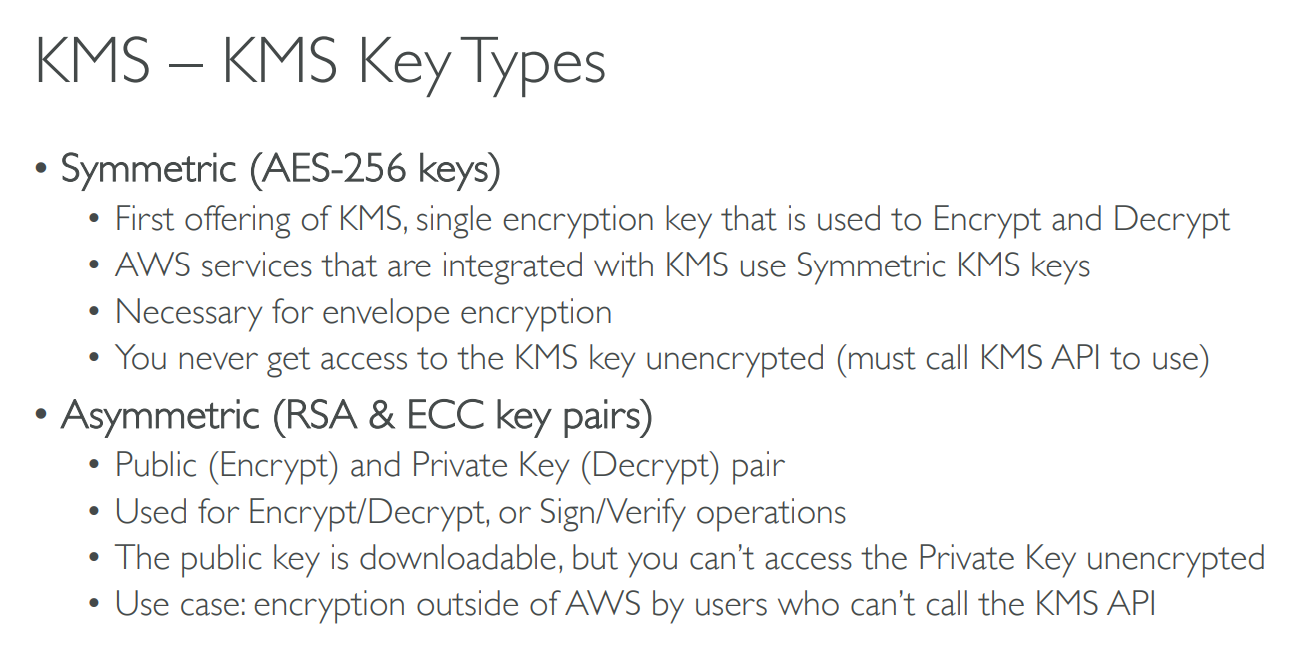 KMS – KMS Key Types
• Symmetric (AES-256 keys)
• First offering of KMS, single encryption key that is used to Encrypt and Decrypt
• AWS services that are integrated with KMS use Symmetric KMS keys
• Necessary for envelope encryption
• You never get access to the KMS key unencrypted (must call KMS API to use)
• Asymmetric (RSA & ECC key pairs)
• Public (Encrypt) and Private Key (Decrypt) pair
• Used for Encrypt/Decrypt, or Sign/Verify operations
• The public key is downloadable, but you can’t access the Private Key unencrypted
• Use case: encryption outside of AWS by users who can’t call the KMS API